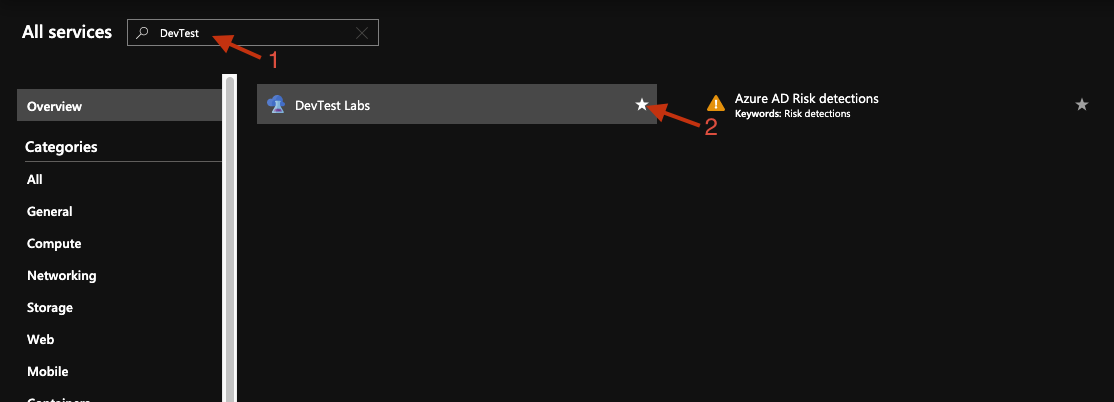 All services
DevTest
1
Overview
DevTest Labs
Azure AD Risk detections
Keywords: Risk detections
2
Categories
All
General
Compute
Networking
Storage
Web
Mobile
Containers